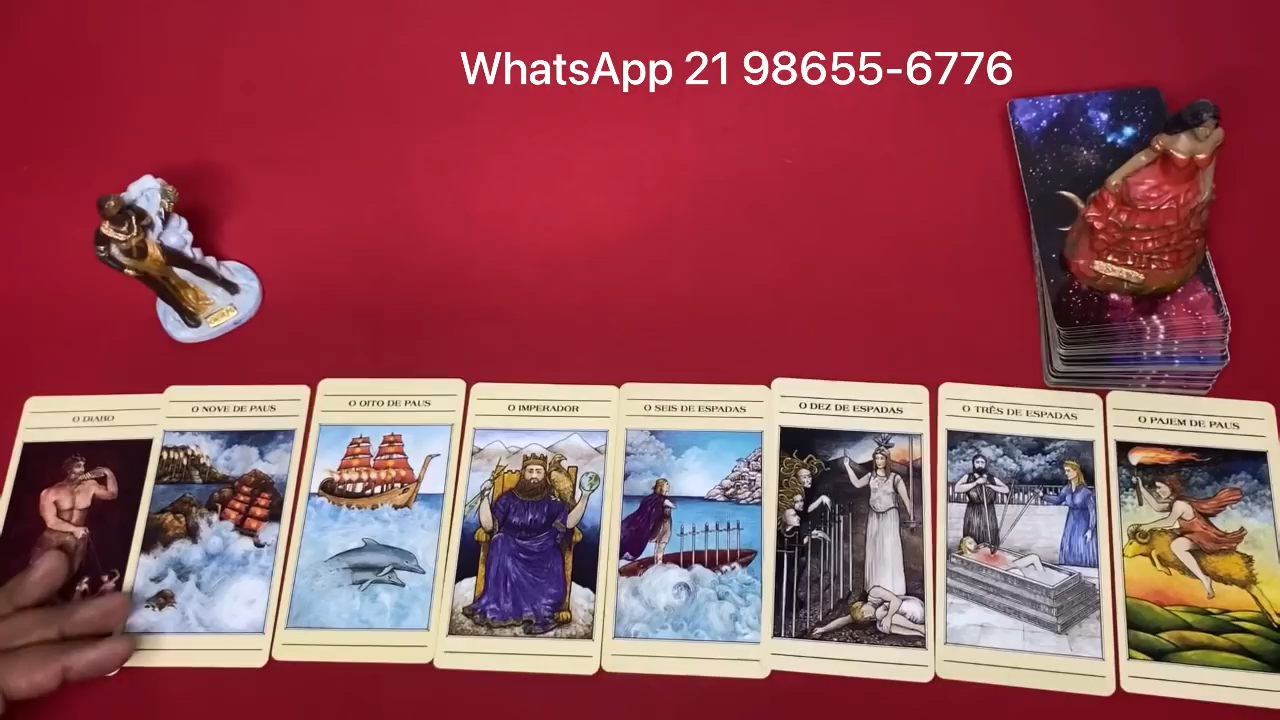 WhatsApp 21 98655-6776
O DIABO
O NOVE DE PAUS
O OITO DE PAUS
O IMPERADOR
O SEIS DE ESPADAS
O DEZ DE ESPADAS
O TRÊS DE ESPADAS
O PAJEM DE PAUS